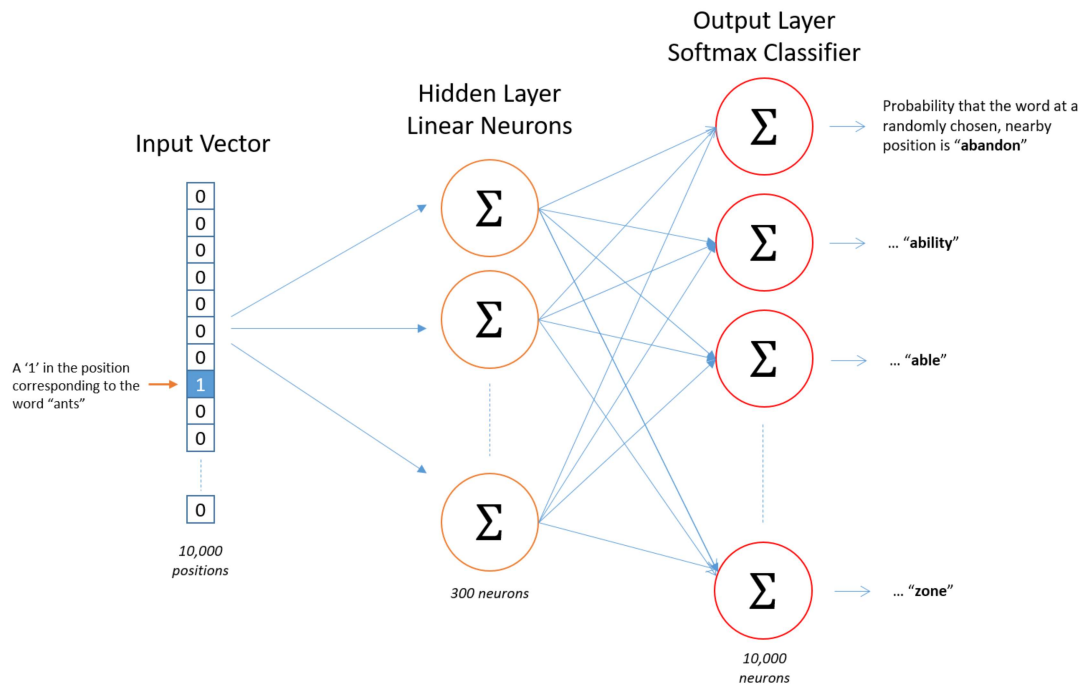 Output Layer
Softmax Classifier
Hidden Layer
Linear Neurons
Input Vector
0
0
0
0
0
0
0
1
0
0
0
A ‘1’ in the position
corresponding to the
word “ants”
10,000
positions
Σ
Σ
Σ
300 neurons
Σ
Σ
Σ
Σ
10,000
neurons
Probability that the word at a
randomly chosen, nearby
position is “abandon”
... “ability”
... “able”
... “zone”